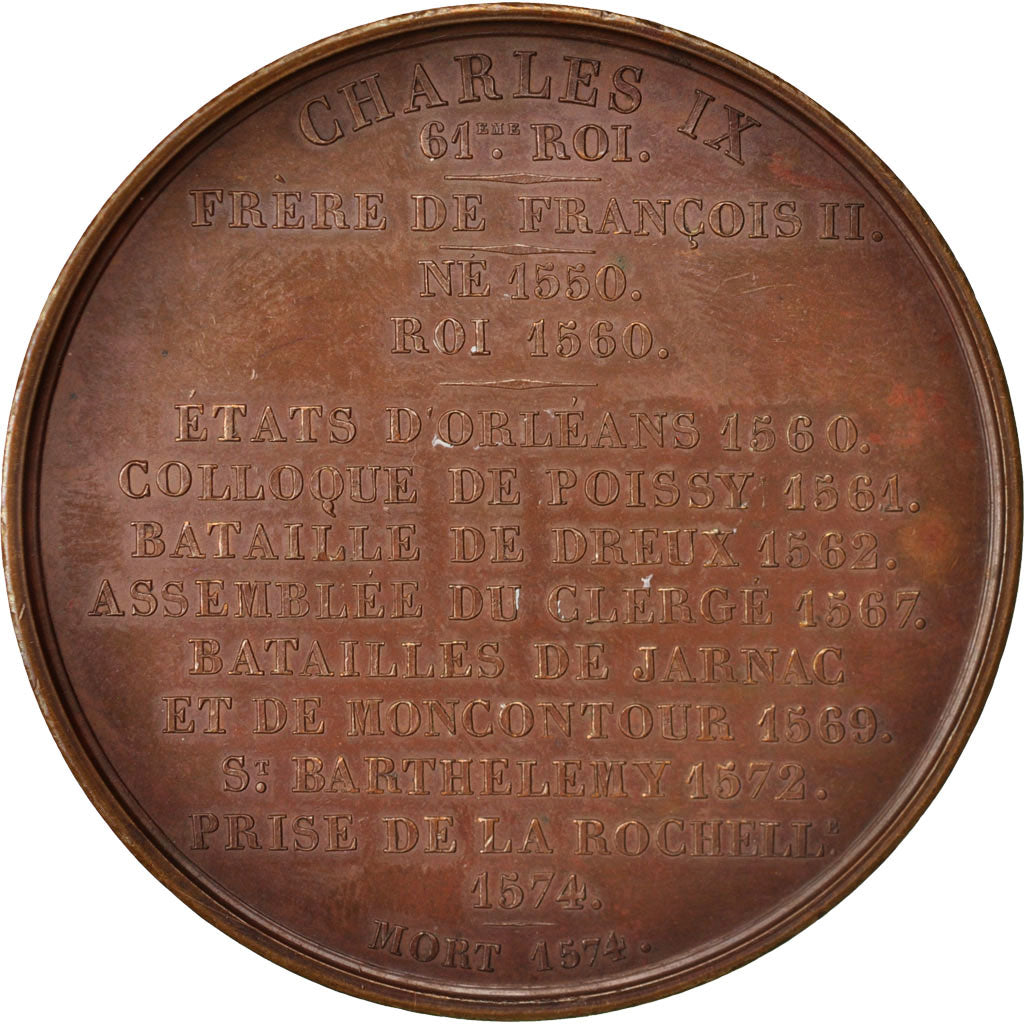 CHARLES IX
61.EME ROI.
FRÈRE DE FRANÇOIS II.
NÉ 1550.
ROI 1560.
ÉTATS D'ORLÉANS 1560.
COLLOQUE DE POISSY 1561.
BATAILLE DE DREUX 1562.
ASSEMBLÉE DU CLERGÉ 1567.
BATAILLES DE JARNAC
ET DE MONCONTOUR 1569.
ST. BARTHELEMY 1572.
PRISE DE LA ROCHELLE.
1574.
MORT 1574.